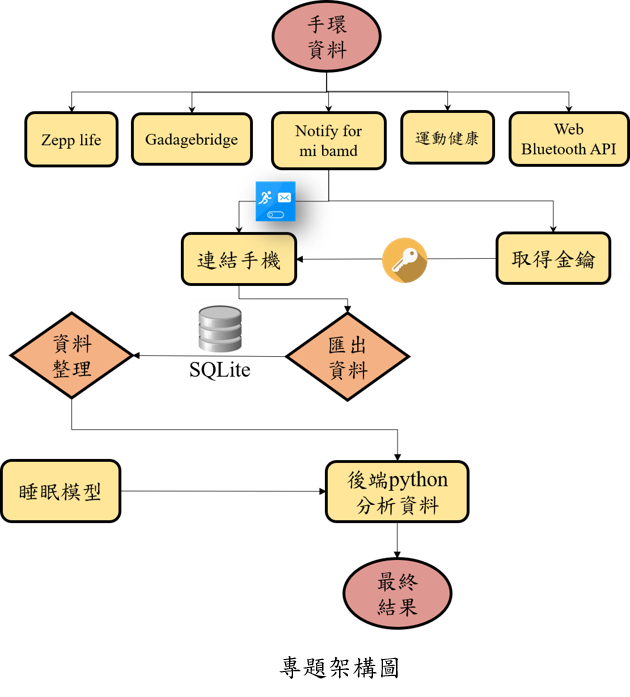 手環
資料
Zepp life
Gadagebridge
Notify for
mi bamd
運動健康
Web
Bluetooth API
連結手機
取得金鑰
資料
整理
SQLite
匯出
資料
睡眠模型
後端python
分析資料
最終
結果
專題架構圖